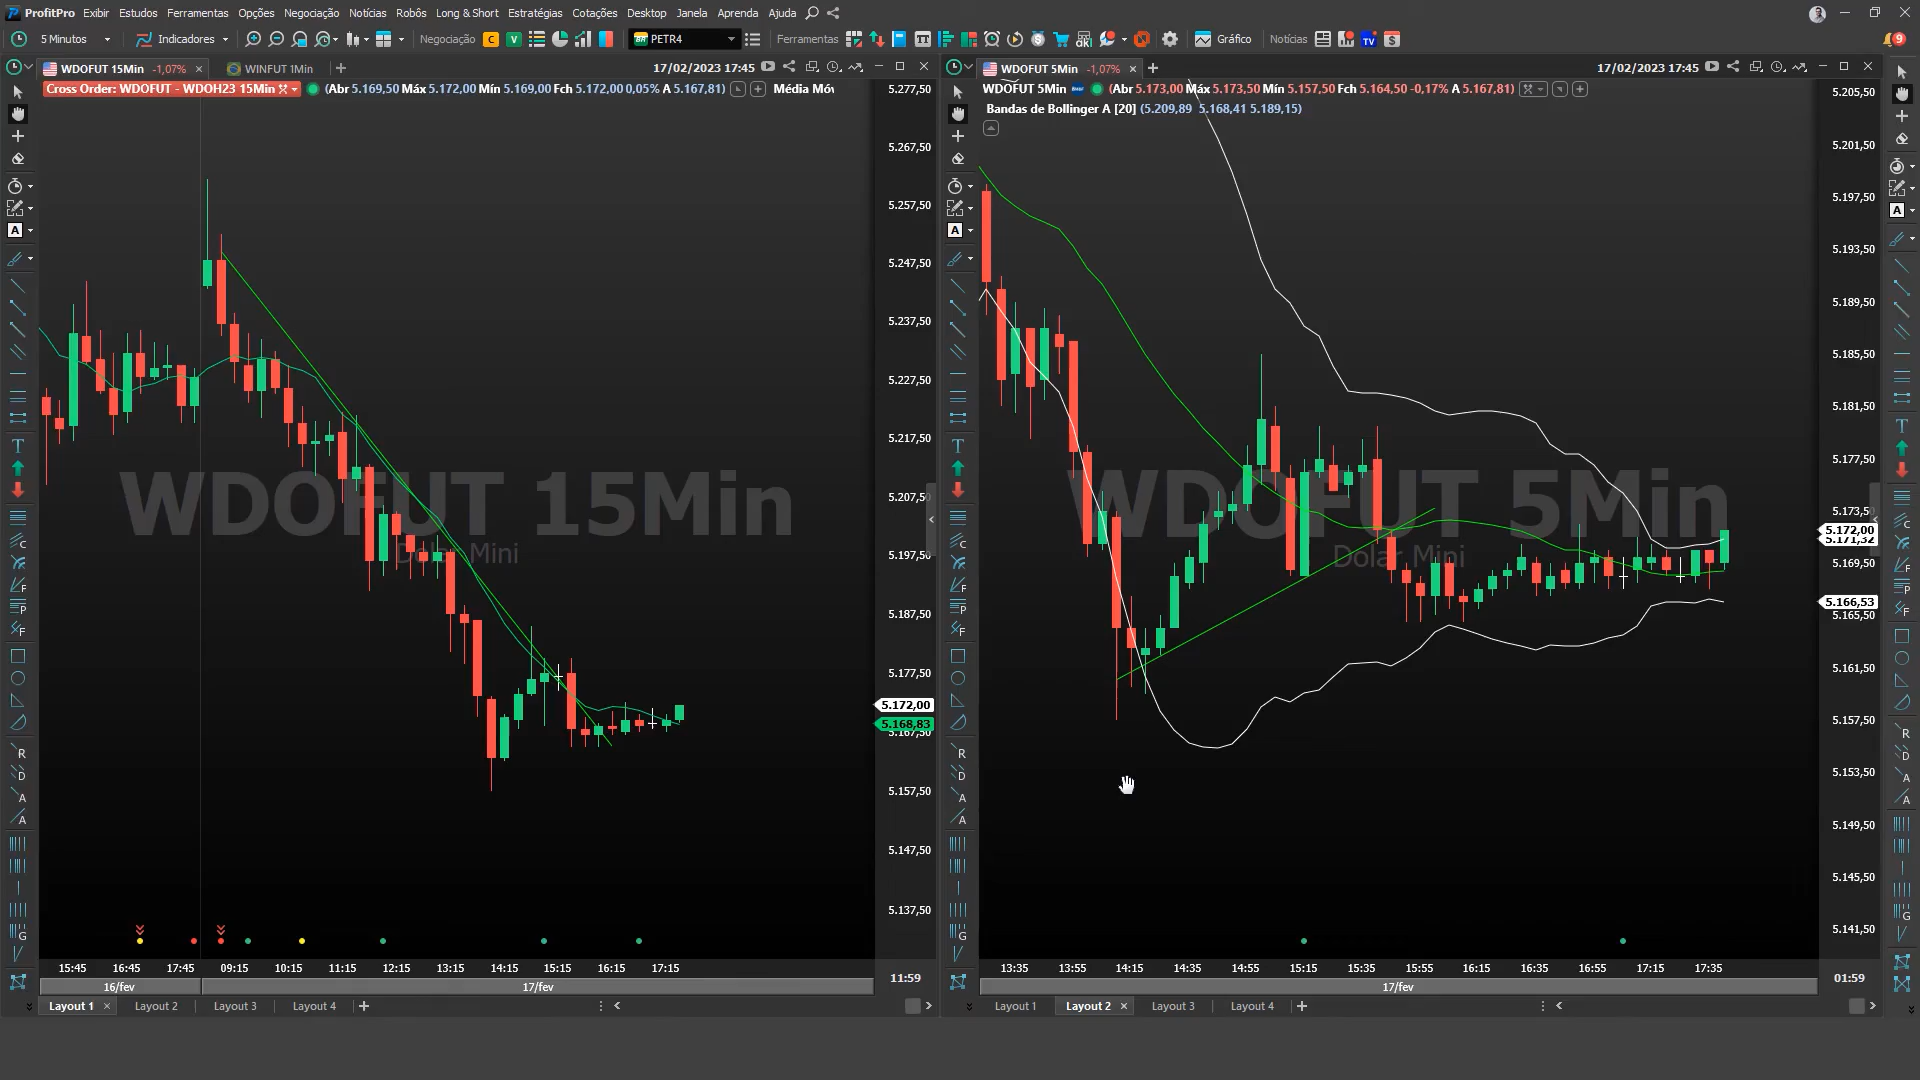 ProfitPro Exibir Estudos Ferramentas Opções Negociação Notícias Robôs Long & Short Estratégias Cotações Desktop Janela Aprenda Ajuda
5 Minutos Indicadores Negociação C V PETR4 Ferramentas Gráfico Notícias TV $ 9
WDOFUT 15Min -1,07% × WINFUT 1Min + 17/02/2023 17:45
Cross Order: WDOFUT - WDOH23 15Min (Abr 5.169,50 Máx 5.172,00 Mín 5.169,00 Fch 5.172,00 0,05% A 5.167,81) Média Mó
WDOFUT 15Min
Dolar Mini
5.277,50
5.267,50
5.257,50
5.247,50
5.237,50
5.227,50
5.217,50
5.207,50
5.197,50
5.187,50
5.177,50
5.172,00
5.168,83
5.167,50
5.157,50
5.147,50
5.137,50
15:45 16:45 17:45 09:15 10:15 11:15 12:15 13:15 14:15 15:15 16:15 17:15 11:59
16/fev 17/fev
Layout 1 × Layout 2 Layout 3 Layout 4 +
WDOFUT 5Min -1,07% × + 17/02/2023 17:45
WDOFUT 5Min (Abr 5.173,00 Máx 5.173,50 Mín 5.157,50 Fch 5.164,50 -0,17% A 5.167,81)
Bandas de Bollinger A [20] (5.209,89 5.168,41 5.189,15)
WDOFUT 5Min
Dolar Mini
5.205,50
5.201,50
5.197,50
5.193,50
5.189,50
5.185,50
5.181,50
5.177,50
5.173,50
5.172,00
5.171,32
5.169,50
5.166,53
5.165,50
5.161,50
5.157,50
5.153,50
5.149,50
5.145,50
5.141,50
13:35 13:55 14:15 14:35 14:55 15:15 15:35 15:55 16:15 16:35 16:55 17:15 17:35 01:59
17/fev
Layout 1 Layout 2 × Layout 3 Layout 4 +